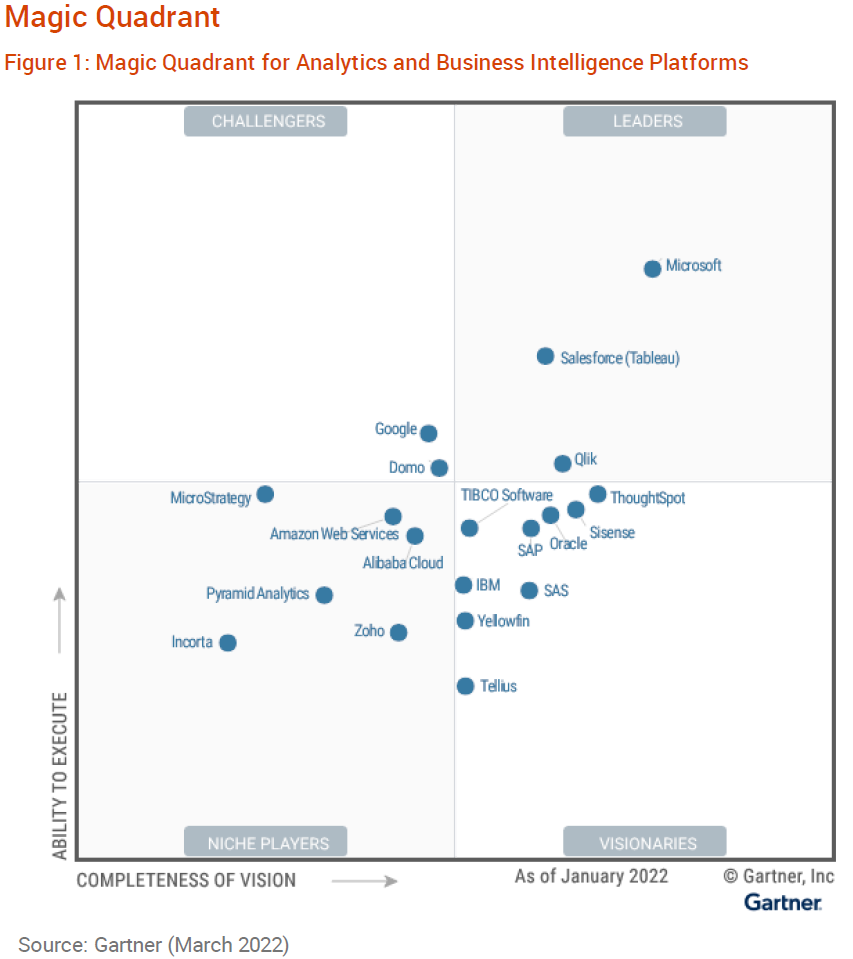 Magic Quadrant
Figure 1: Magic Quadrant for Analytics and Business Intelligence Platforms
CHALLENGERS
LEADERS
Microsoft
Salesforce (Tableau)
Google
Domo
Qlik
MicroStrategy
TIBCO Software
ThoughtSpot
Amazon Web Services
Sisense
Alibaba Cloud
SAP
Oracle
Pyramid Analytics
IBM
SAS
Zoho
Yellowfin
Incorta
Tellius
ABILITY TO EXECUTE
NICHE PLAYERS
VISIONARIES
COMPLETENESS OF VISION
As of January 2022
© Gartner, Inc
Gartner.
Source: Gartner (March 2022)